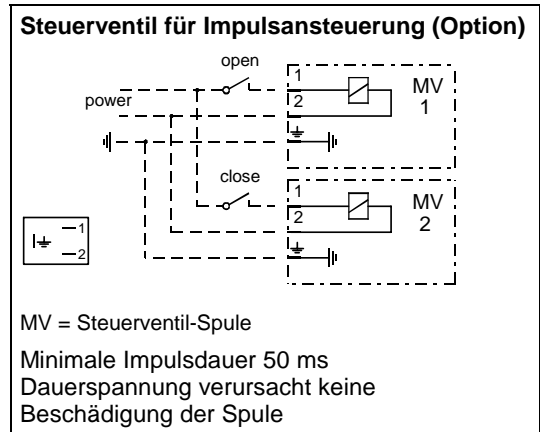 Steuerventil für Impulsansteuerung (Option)
open
power
1
2
MV
1
close
1
2
MV
2
1
2
MV = Steuerventil-Spule
Minimale Impulsdauer 50 ms
Dauerspannung verursacht keine
Beschädigung der Spule